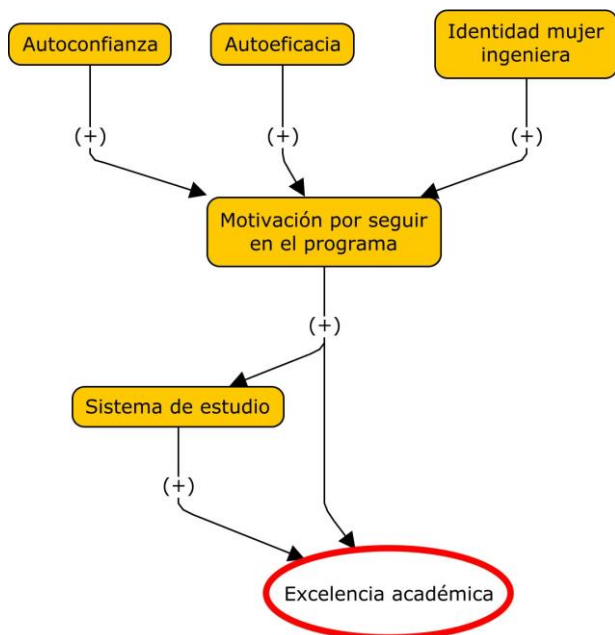 Autoconfianza
Autoeficacia
Identidad mujer
ingeniera
(+)
(+)
(+)
Motivación por seguir
en el programa
(+)
Sistema de estudio
(+)
Excelencia académica